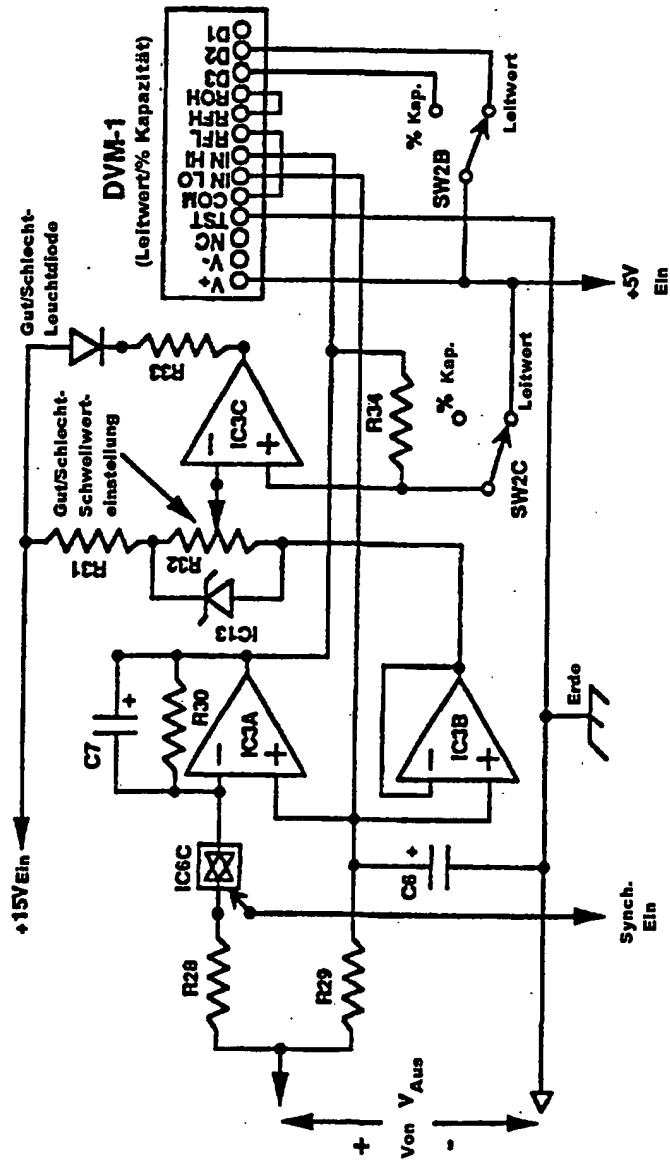 DVM-1
(Leitwert/% Kapazität)
V+
V-
NC
TST
COM
IN LO
IN HI
RFL
RFH
ROH
D3
D2
D1
+15V Ein
Gut/Schlecht-
Leuchtdiode
Gut/Schlecht-
Schwellwert-
einstellung
R31
R32
R33
IC13
IC3C
-
+
C7
+
R30
IC3A
-
+
IC6C
R28
R29
R34
% Kap.
Leitwert
SW2B
% Kap.
Leitwert
SW2C
IC3B
-
+
C6
+
Erde
+5V
Ein
Synch.
Ein
+
Von V Aus
-